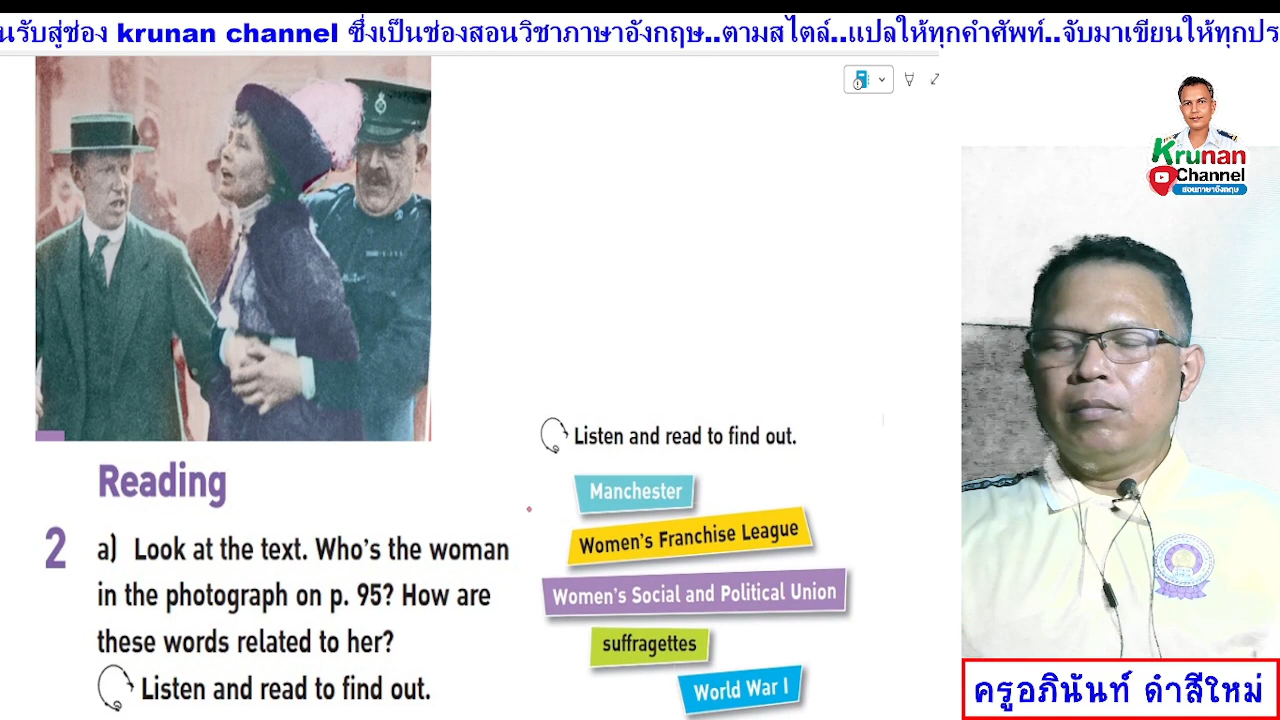 นรับสู่ช่อง krunan channel ซึ่งเป็นช่องสอนวิชาภาษาอังกฤษ..ตามสไตล์..แปลให้ทุกคำศัพท์..จับมาเขียนให้ทุกปร
Krunan
Channel
สอนภาษาอังกฤษ
Listen and read to find out.
Manchester
Women's Franchise League
Women's Social and Political Union
suffragettes
World War I
Reading
2 a) Look at the text. Who's the woman
in the photograph on p. 95? How are
these words related to her?
Listen and read to find out.
ครูอภินันท์ ดำสีใหม่